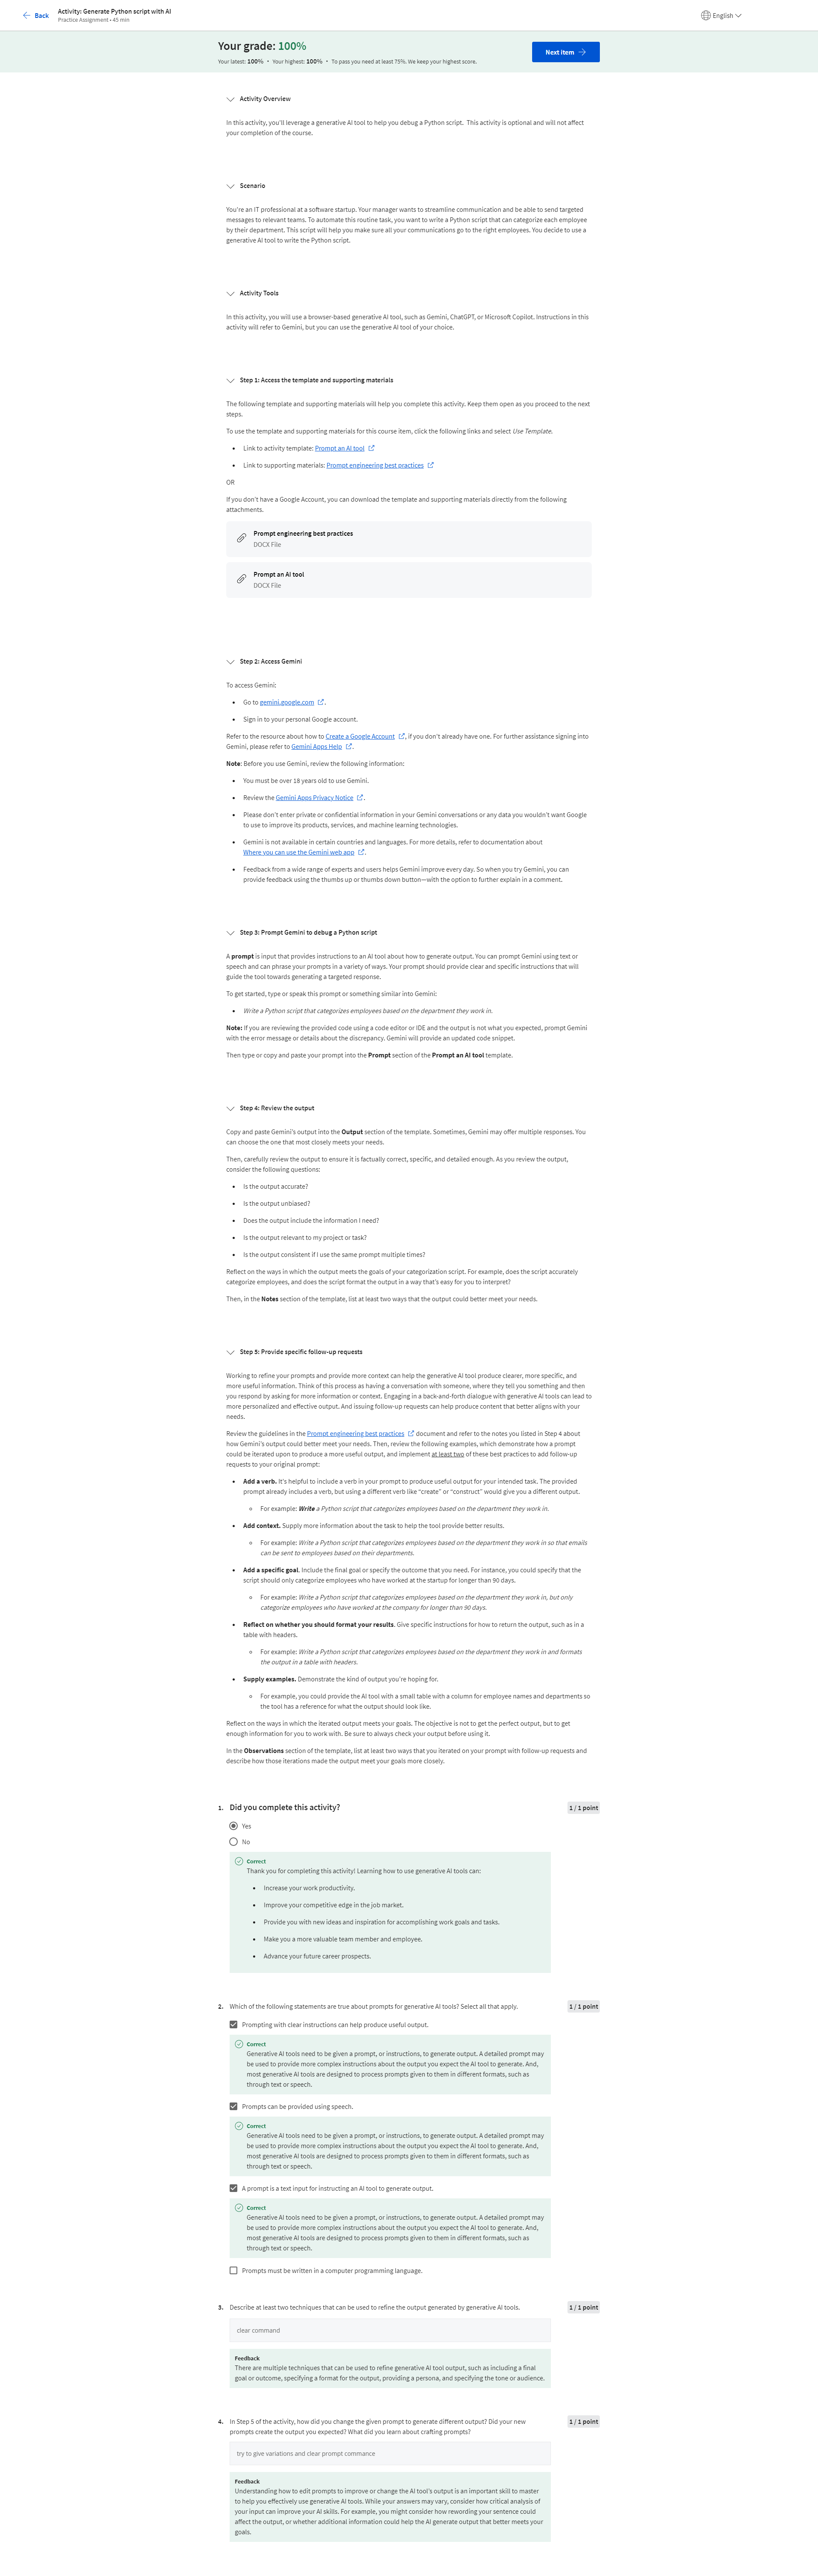 Back
Activity: Generate Python script with AI
Practice Assignment • 45 min
English
Your grade: 100%
Your latest: 100% • Your highest: 100% • To pass you need at least 75%. We keep your highest score.
Next item
Activity Overview
In this activity, you'll leverage a generative AI tool to help you debug a Python script. This activity is optional and will not affect
your completion of the course.
Scenario
You're an IT professional at a software startup. Your manager wants to streamline communication and be able to send targeted
messages to relevant teams. To automate this routine task, you want to write a Python script that can categorize each employee
by their department. This script will help you make sure all your communications go to the right employees. You decide to use a
generative AI tool to write the Python script.
Activity Tools
In this activity, you will use a browser-based generative AI tool, such as Gemini, ChatGPT, or Microsoft Copilot. Instructions in this
activity will refer to Gemini, but you can use the generative AI tool of your choice.
Step 1: Access the template and supporting materials
The following template and supporting materials will help you complete this activity. Keep them open as you proceed to the next
steps.
To use the template and supporting materials for this course item, click the following links and select Use Template.
• Link to activity template: Prompt an AI tool
• Link to supporting materials: Prompt engineering best practices
OR
If you don't have a Google Account, you can download the template and supporting materials directly from the following
attachments.
Prompt engineering best practices
DOCX File
Prompt an AI tool
DOCX File
Step 2: Access Gemini
To access Gemini:
• Go to gemini.google.com .
• Sign in to your personal Google account.
Refer to the resource about how to Create a Google Account , if you don't already have one. For further assistance signing into
Gemini, please refer to Gemini Apps Help .
Note: Before you use Gemini, review the following information:
• You must be over 18 years old to use Gemini.
• Review the Gemini Apps Privacy Notice .
• Please don't enter private or confidential information in your Gemini conversations or any data you wouldn't want Google
to use to improve its products, services, and machine learning technologies.
• Gemini is not available in certain countries and languages. For more details, refer to documentation about
Where you can use the Gemini web app .
• Feedback from a wide range of experts and users helps Gemini improve every day. So when you try Gemini, you can
provide feedback using the thumbs up or thumbs down button—with the option to further explain in a comment.
Step 3: Prompt Gemini to debug a Python script
A prompt is input that provides instructions to an AI tool about how to generate output. You can prompt Gemini using text or
speech and can phrase your prompts in a variety of ways. Your prompt should provide clear and specific instructions that will
guide the tool towards generating a targeted response.
To get started, type or speak this prompt or something similar into Gemini:
• Write a Python script that categorizes employees based on the department they work in.
Note: If you are reviewing the provided code using a code editor or IDE and the output is not what you expected, prompt Gemini
with the error message or details about the discrepancy. Gemini will provide an updated code snippet.
Then type or copy and paste your prompt into the Prompt section of the Prompt an AI tool template.
Step 4: Review the output
Copy and paste Gemini's output into the Output section of the template. Sometimes, Gemini may offer multiple responses. You
can choose the one that most closely meets your needs.
Then, carefully review the output to ensure it is factually correct, specific, and detailed enough. As you review the output,
consider the following questions:
• Is the output accurate?
• Is the output unbiased?
• Does the output include the information I need?
• Is the output relevant to my project or task?
• Is the output consistent if I use the same prompt multiple times?
Reflect on the ways in which the output meets the goals of your categorization script. For example, does the script accurately
categorize employees, and does the script format the output in a way that's easy for you to interpret?
Then, in the Notes section of the template, list at least two ways that the output could better meet your needs.
Step 5: Provide specific follow-up requests
Working to refine your prompts and provide more context can help the generative AI tool produce clearer, more specific, and
more useful information. Think of this process as having a conversation with someone, where they tell you something and then
you respond by asking for more information or context. Engaging in a back-and-forth dialogue with generative AI tools can lead to
more personalized and effective output. And issuing follow-up requests can help produce content that better aligns with your
needs.
Review the guidelines in the Prompt engineering best practices document and refer to the notes you listed in Step 4 about
how Gemini's output could better meet your needs. Then, review the following examples, which demonstrate how a prompt
could be iterated upon to produce a more useful output, and implement at least two of these best practices to add follow-up
requests to your original prompt:
• Add a verb. It's helpful to include a verb in your prompt to produce useful output for your intended task. The provided
prompt already includes a verb, but using a different verb like "create" or "construct" would give you a different output.
○ For example: Write a Python script that categorizes employees based on the department they work in.
• Add context. Supply more information about the task to help the tool provide better results.
○ For example: Write a Python script that categorizes employees based on the department they work in so that emails
can be sent to employees based on their departments.
• Add a specific goal. Include the final goal or specify the outcome that you need. For instance, you could specify that the
script should only categorize employees who have worked at the startup for longer than 90 days.
○ For example: Write a Python script that categorizes employees based on the department they work in, but only
categorize employees who have worked at the company for longer than 90 days.
• Reflect on whether you should format your results. Give specific instructions for how to return the output, such as in a
table with headers.
○ For example: Write a Python script that categorizes employees based on the department they work in and formats
the output in a table with headers.
• Supply examples. Demonstrate the kind of output you're hoping for.
○ For example, you could provide the AI tool with a small table with a column for employee names and departments so
the tool has a reference for what the output should look like.
Reflect on the ways in which the iterated output meets your goals. The objective is not to get the perfect output, but to get
enough information for you to work with. Be sure to always check your output before using it.
In the Observations section of the template, list at least two ways that you iterated on your prompt with follow-up requests and
describe how those iterations made the output meet your goals more closely.
1. Did you complete this activity?
1 / 1 point
Yes
No
Correct
Thank you for completing this activity! Learning how to use generative AI tools can:
• Increase your work productivity.
• Improve your competitive edge in the job market.
• Provide you with new ideas and inspiration for accomplishing work goals and tasks.
• Make you a more valuable team member and employee.
• Advance your future career prospects.
2. Which of the following statements are true about prompts for generative AI tools? Select all that apply.
1 / 1 point
Prompting with clear instructions can help produce useful output.
Correct
Generative AI tools need to be given a prompt, or instructions, to generate output. A detailed prompt may
be used to provide more complex instructions about the output you expect the AI tool to generate. And,
most generative AI tools are designed to process prompts given to them in different formats, such as
through text or speech.
Prompts can be provided using speech.
Correct
Generative AI tools need to be given a prompt, or instructions, to generate output. A detailed prompt may
be used to provide more complex instructions about the output you expect the AI tool to generate. And,
most generative AI tools are designed to process prompts given to them in different formats, such as
through text or speech.
A prompt is a text input for instructing an AI tool to generate output.
Correct
Generative AI tools need to be given a prompt, or instructions, to generate output. A detailed prompt may
be used to provide more complex instructions about the output you expect the AI tool to generate. And,
most generative AI tools are designed to process prompts given to them in different formats, such as
through text or speech.
Prompts must be written in a computer programming language.
3. Describe at least two techniques that can be used to refine the output generated by generative AI tools.
1 / 1 point
clear command
Feedback
There are multiple techniques that can be used to refine generative AI tool output, such as including a final
goal or outcome, specifying a format for the output, providing a persona, and specifying the tone or audience.
4. In Step 5 of the activity, how did you change the given prompt to generate different output? Did your new
prompts create the output you expected? What did you learn about crafting prompts?
1 / 1 point
try to give variations and clear prompt commance
Feedback
Understanding how to edit prompts to improve or change the AI tool's output is an important skill to master
to help you effectively use generative AI tools. While your answers may vary, consider how critical analysis of
your input can improve your AI skills. For example, you might consider how rewording your sentence could
affect the output, or whether additional information could help the AI generate output that better meets your
goals.